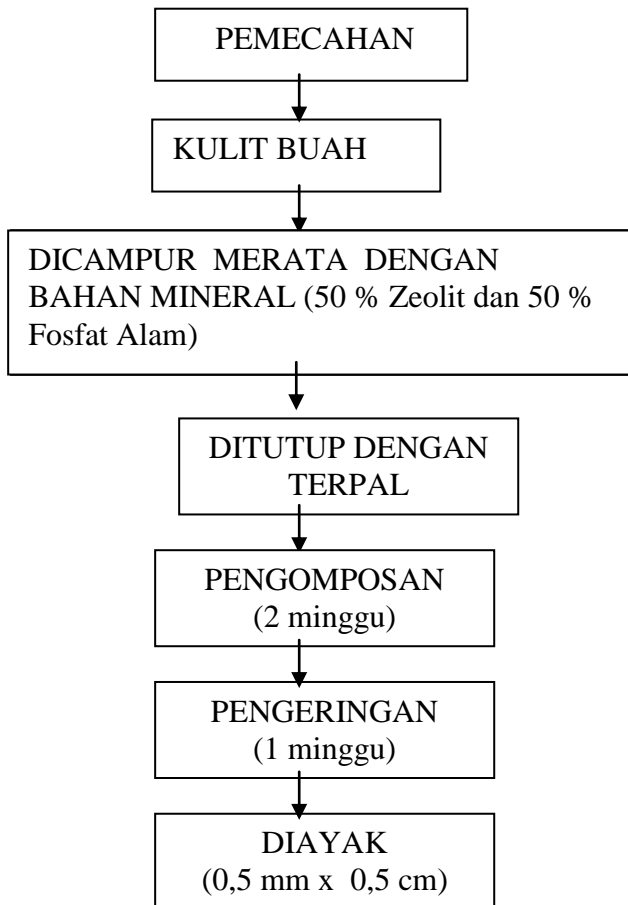 PEMECAHAN
KULIT BUAH
DICAMPUR MERATA DENGAN
BAHAN MINERAL (50 % Zeolit dan 50 %
Fosfat Alam)
DITUTUP DENGAN
TERPAL
PENGOMPOSAN
(2 minggu)
PENGERINGAN
(1 minggu)
DIAYAK
(0,5 mm x 0,5 cm)